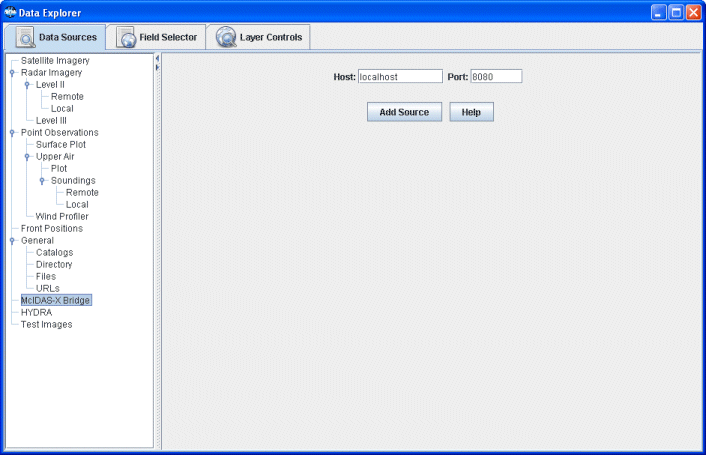 Data Explorer
Data Sources Field Selector Layer Controls
Satellite Imagery
Radar Imagery
Level II
Remote
Local
Level III
Point Observations
Surface Plot
Upper Air
Plot
Soundings
Remote
Local
Wind Profiler
Front Positions
General
Catalogs
Directory
Files
URLs
McIDAS-X Bridge
HYDRA
Test Images
Host: localhost Port: 8080
Add Source Help